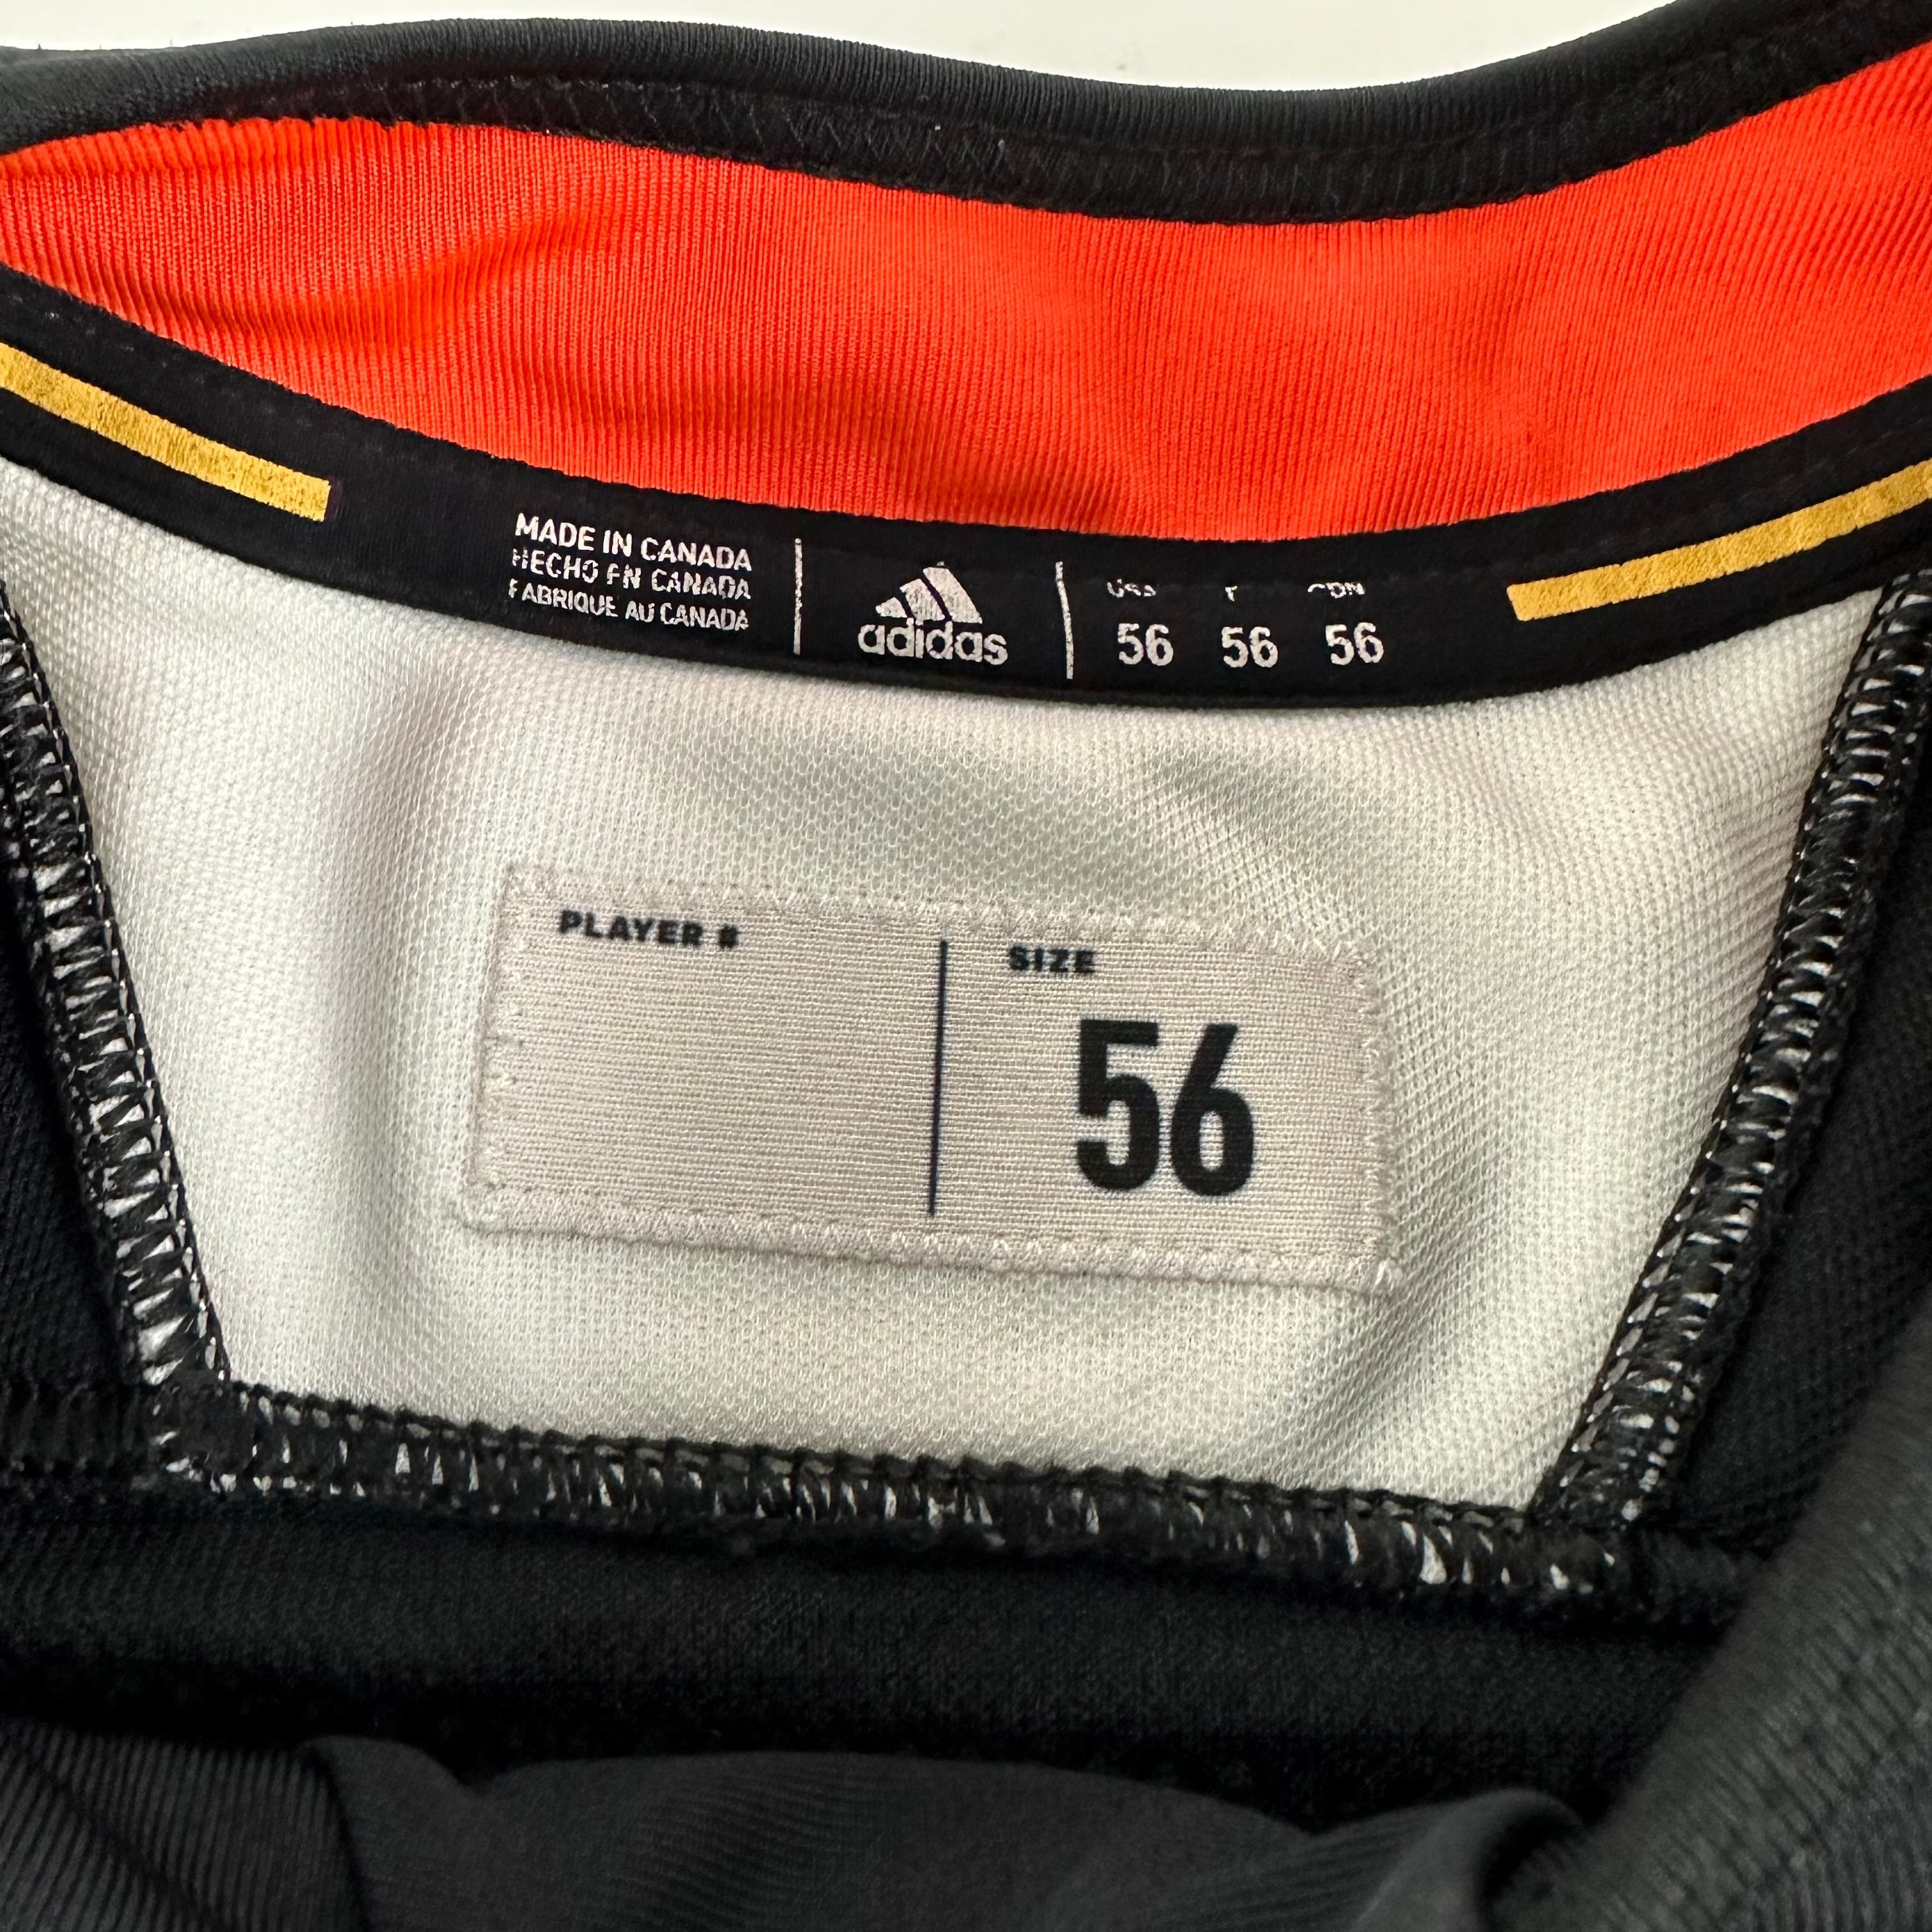 MADE IN CANADA
HECHO EN CANADA
FABRIQUE AU CANADA
adidas
56 56 56
PLAYER #
SIZE
56